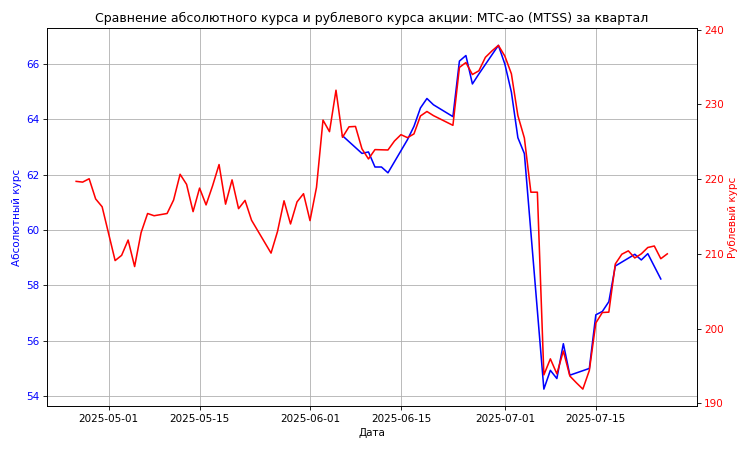 Сравнение абсолютного курса и рублевого курса акции: МТС-ао (MTSS) за квартал
240
66
230
64
220
62
60
210
58
200
56
54
190
Абсолютный курс
Рублевый курс
2025-05-01 2025-05-15 2025-06-01 2025-06-15 2025-07-01 2025-07-15
Дата